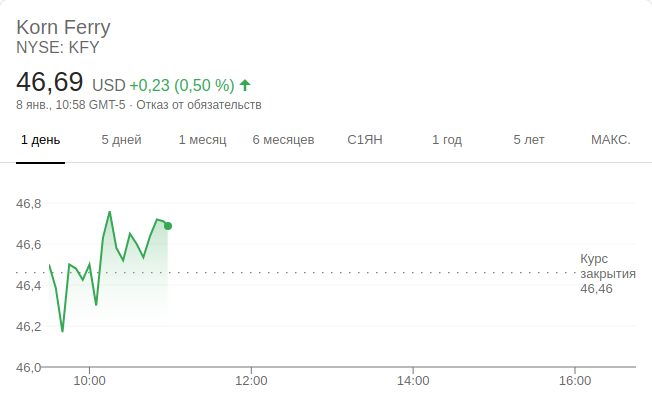 Korn Ferry
NYSE: KFY
46,69 USD +0,23 (0,50 %)
8 янв., 10:58 GMT-5 · Отказ от обязательств
1 день 5 дней 1 месяц 6 месяцев С1ЯН 1 год 5 лет МАКС.
46,8
46,6
Курс
закрытия
46,46
46,4
46,2
46,0
10:00 12:00 14:00 16:00